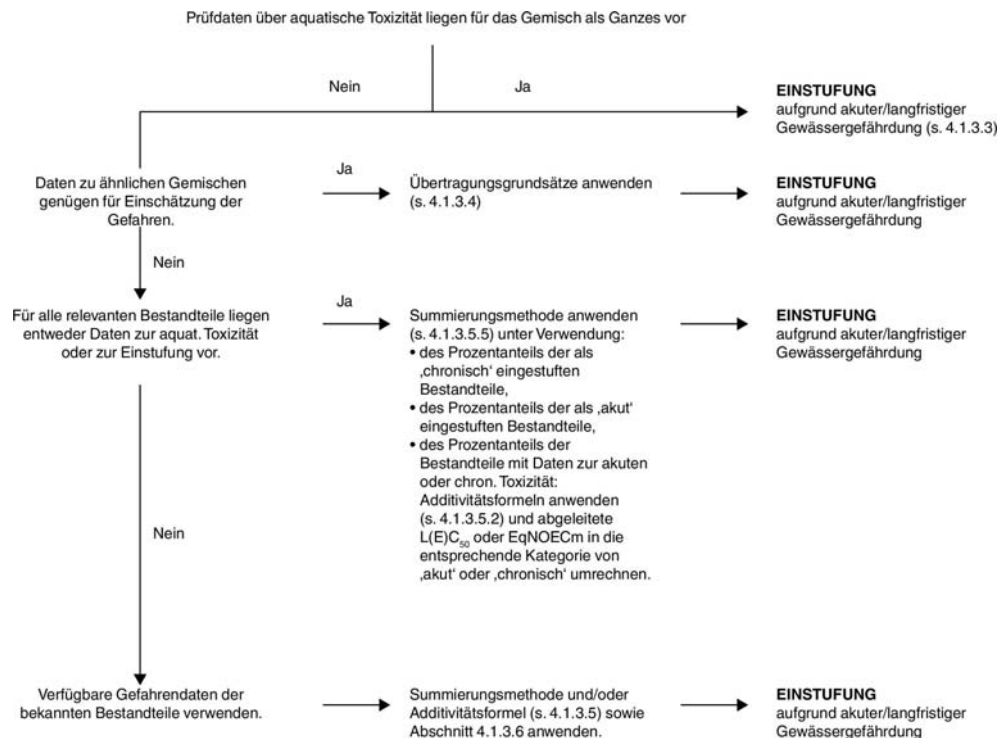 Prüfdaten über aquatische Toxizität liegen für das Gemisch als Ganzes vor
Nein
Ja
EINSTUFUNG
aufgrund akuter/langfristiger
Gewässergefährdung (s. 4.1.3.3)
Daten zu ähnlichen Gemischen
genügen für Einschätzung der
Gefahren.
Ja
Übertragungsgrundsätze anwenden
(s. 4.1.3.4)
EINSTUFUNG
aufgrund akuter/langfristiger
Gewässergefährdung
Nein
Für alle relevanten Bestandteile liegen
entweder Daten zur aquat. Toxizität
oder zur Einstufung vor.
Ja
Summierungsmethode anwenden
(s. 4.1.3.5.5) unter Verwendung:
• des Prozentanteils der als
‚chronisch‘ eingestuften
Bestandteile,
• des Prozentanteils der als ‚akut‘
eingestuften Bestandteile,
• des Prozentanteils der
Bestandteile mit Daten zur akuten
oder chron. Toxizität:
Additivitätsformeln anwenden
(s. 4.1.3.5.2) und abgeleitete
L(E)C₅₀ oder EqNOECm in die
entsprechende Kategorie von
‚akut‘ oder ‚chronisch‘ umrechnen.
EINSTUFUNG
aufgrund akuter/langfristiger
Gewässergefährdung
Nein
Verfügbare Gefahrendaten der
bekannten Bestandteile verwenden.
Summierungsmethode und/oder
Additivitätsformel (s. 4.1.3.5) sowie
Abschnitt 4.1.3.6 anwenden.
EINSTUFUNG
aufgrund akuter/langfristiger
Gewässergefährdung